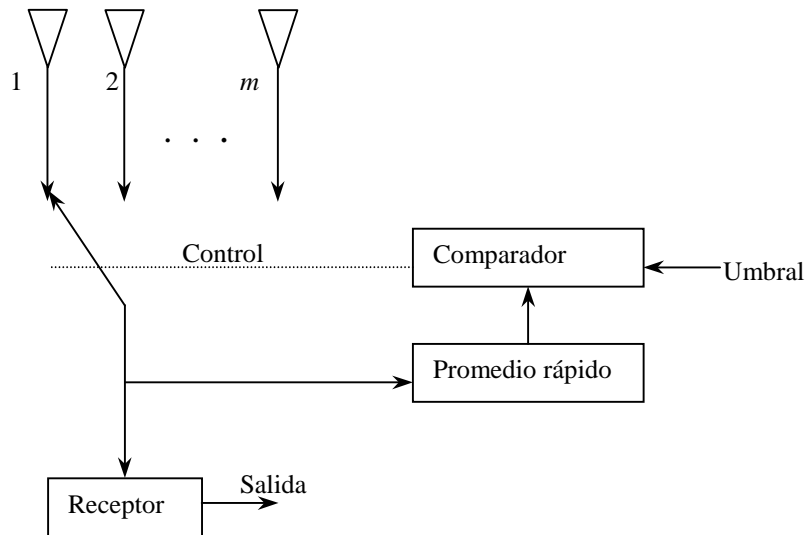 1 2 m
. . .
Control
Comparador
Umbral
Promedio rápido
Salida
Receptor